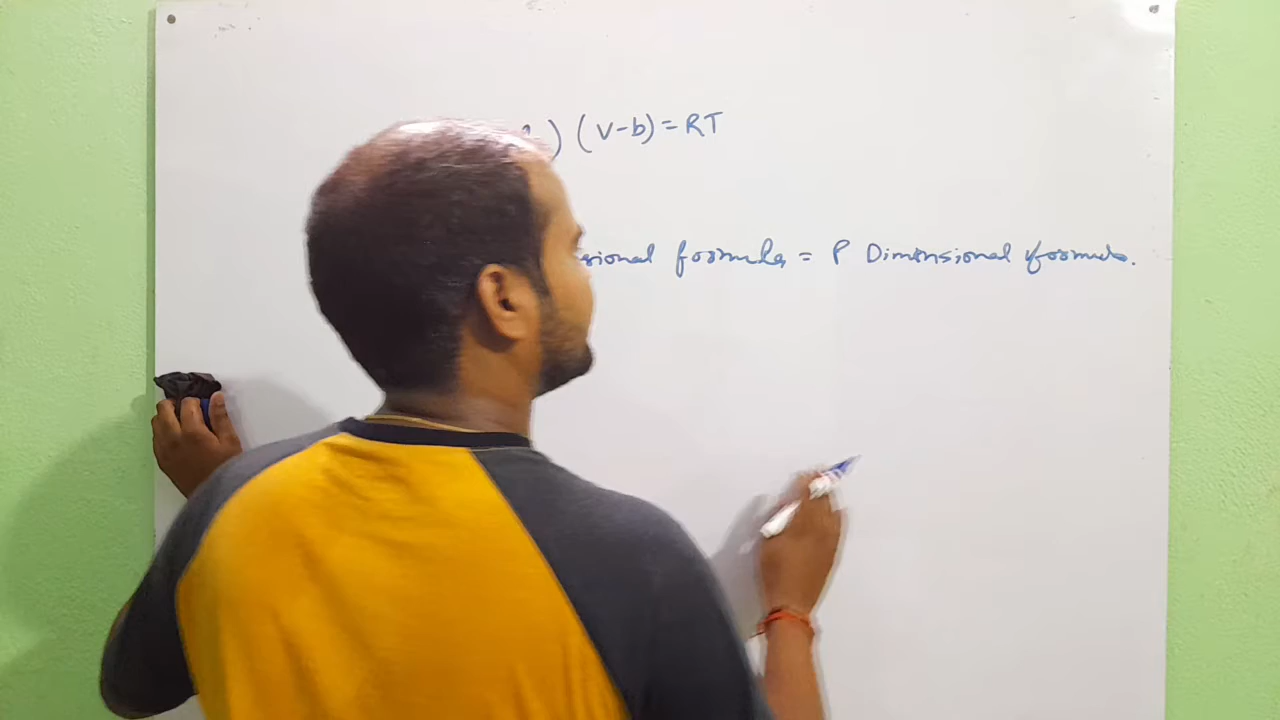 ) (V-b)=RT
sional formula = P Dimensional formula.